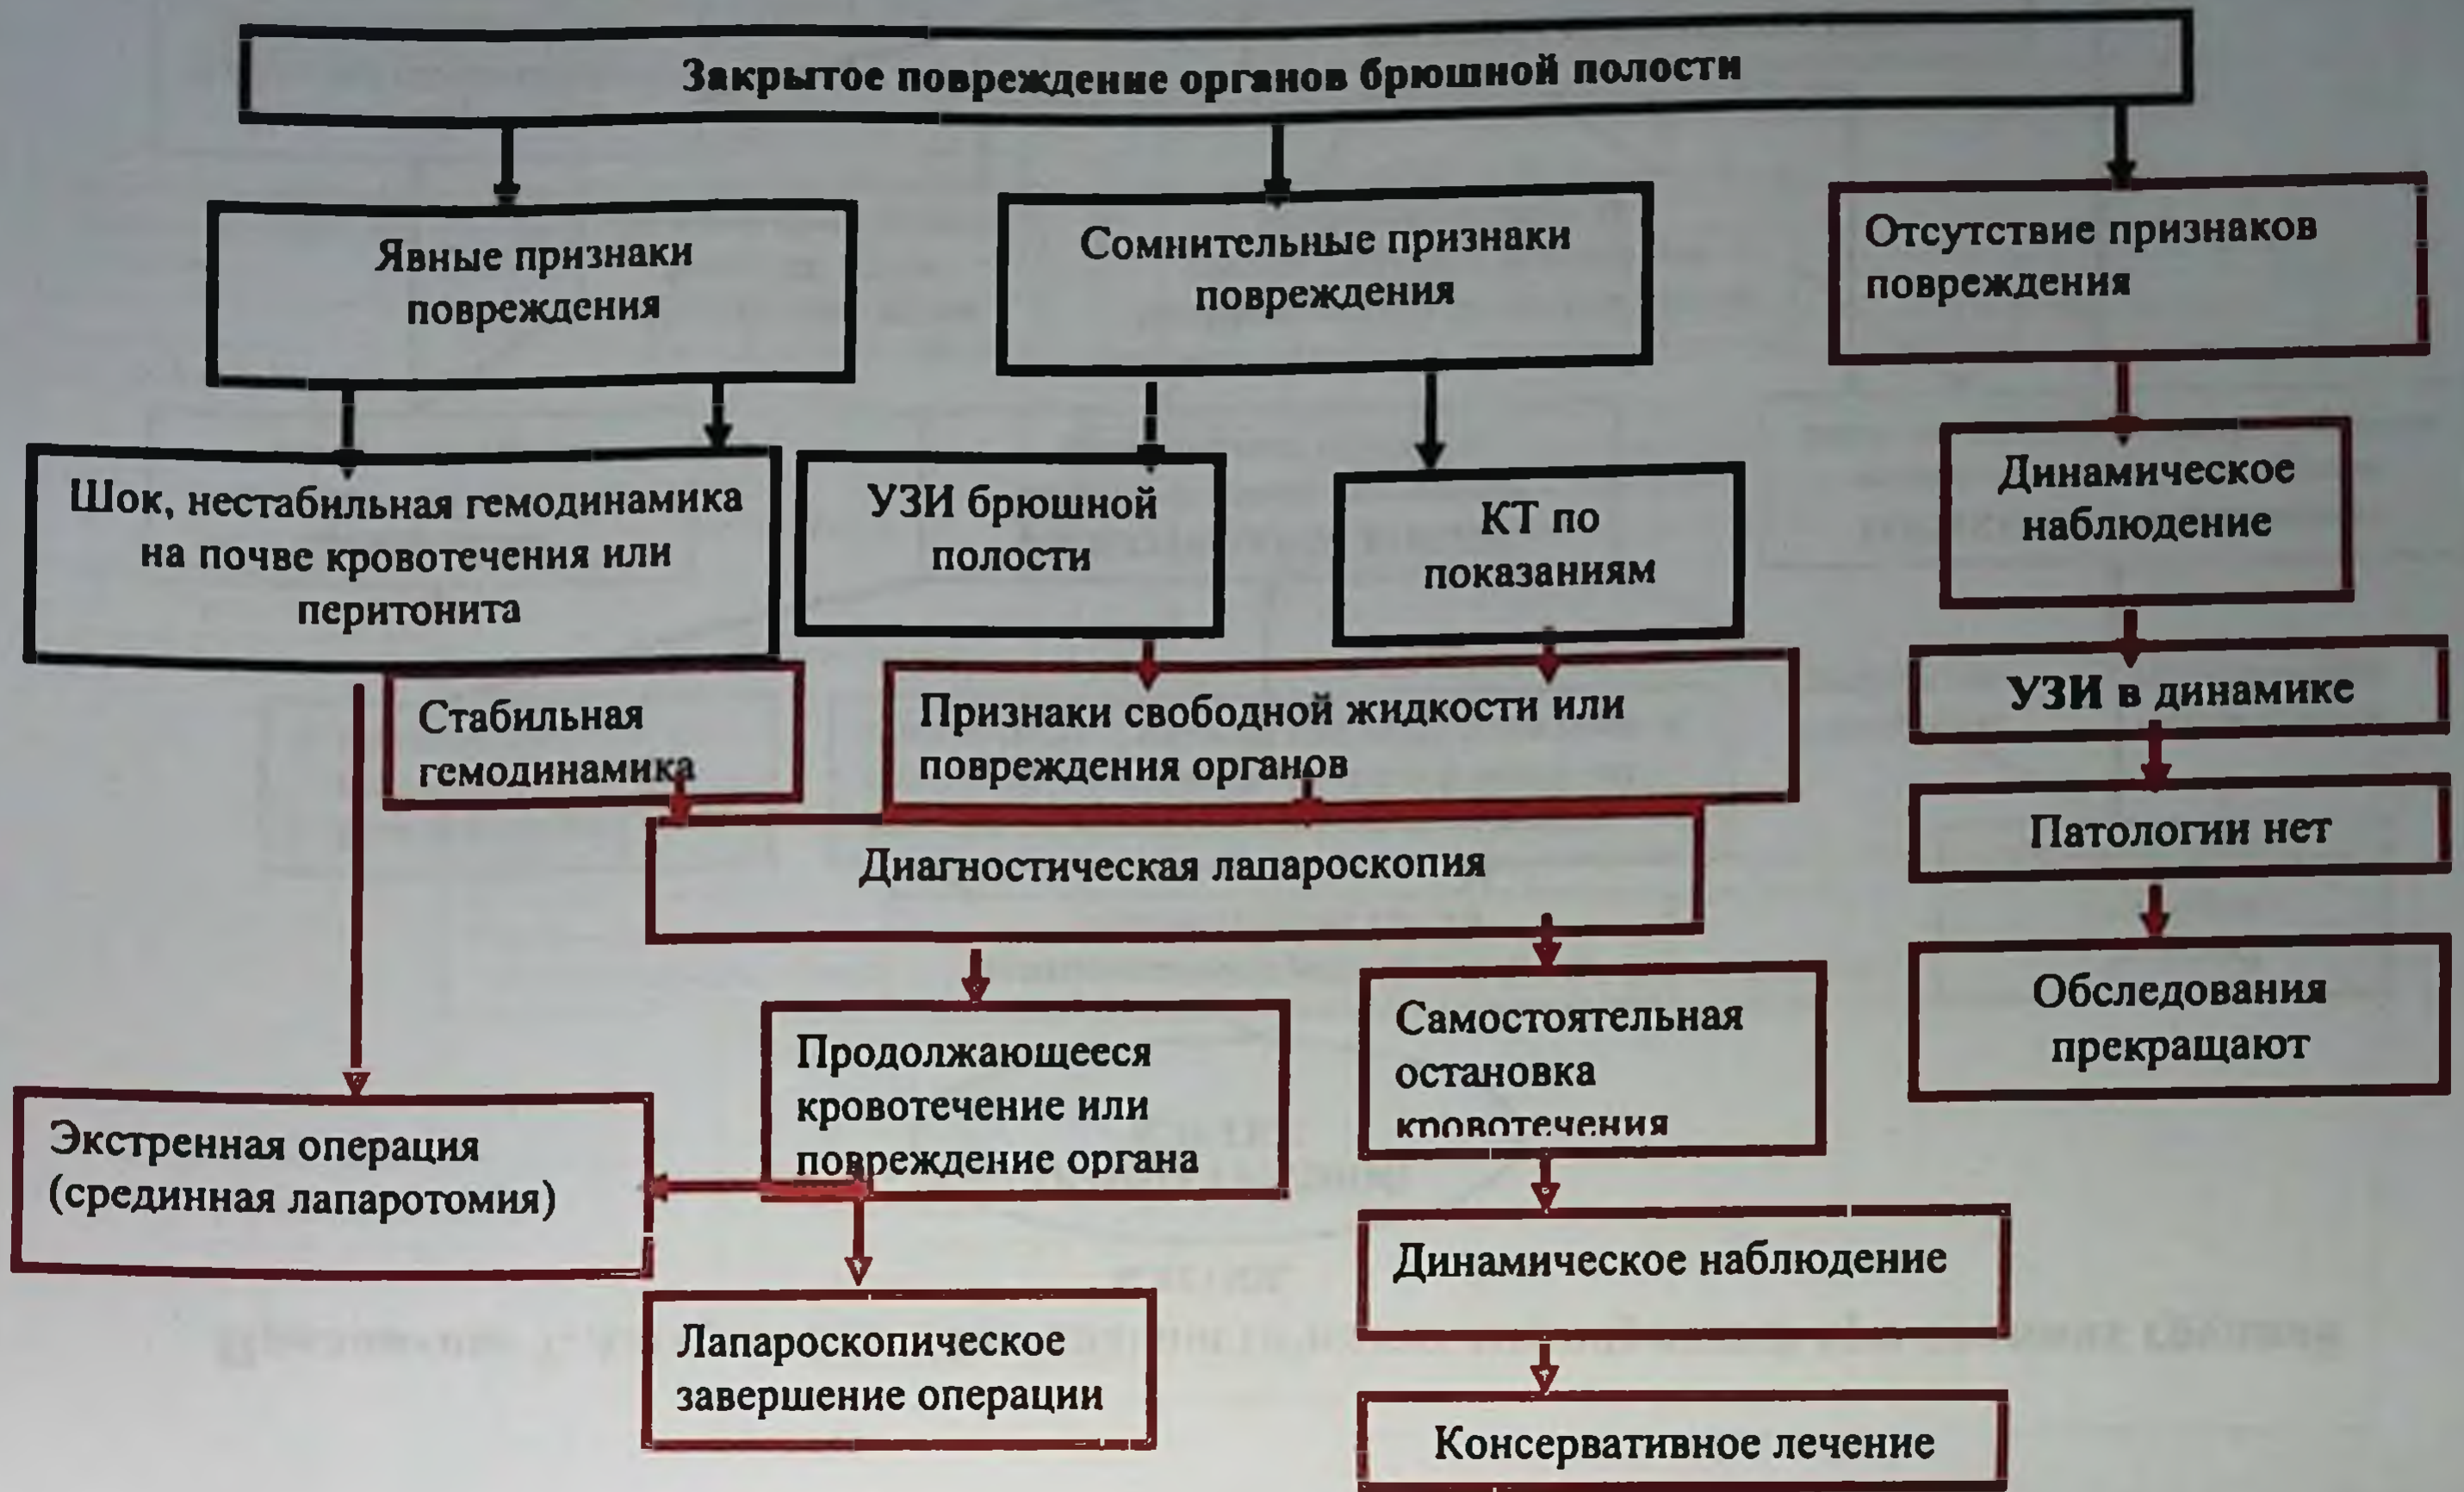 Закрытое повреждение органов брюшной полости
Явные признаки
повреждения
Сомнительные признаки
повреждения
Отсутствие признаков
повреждения
Шок, нестабильная гемодинамика
на почве кровотечения или
перитонита
УЗИ брюшной
полости
КТ по
показаниям
Динамическое
наблюдение
Стабильная
гемодинамика
Признаки свободной жидкости или
повреждения органов
УЗИ в динамике
Патологии нет
Диагностическая лапароскопия
Обследования
прекращают
Продолжающееся
кровотечение или
повреждение органа
Самостоятельная
остановка
кровотечения
Экстренная операция
(срединная лапаротомия)
Динамическое наблюдение
Лапароскопическое
завершение операции
Консервативное лечение